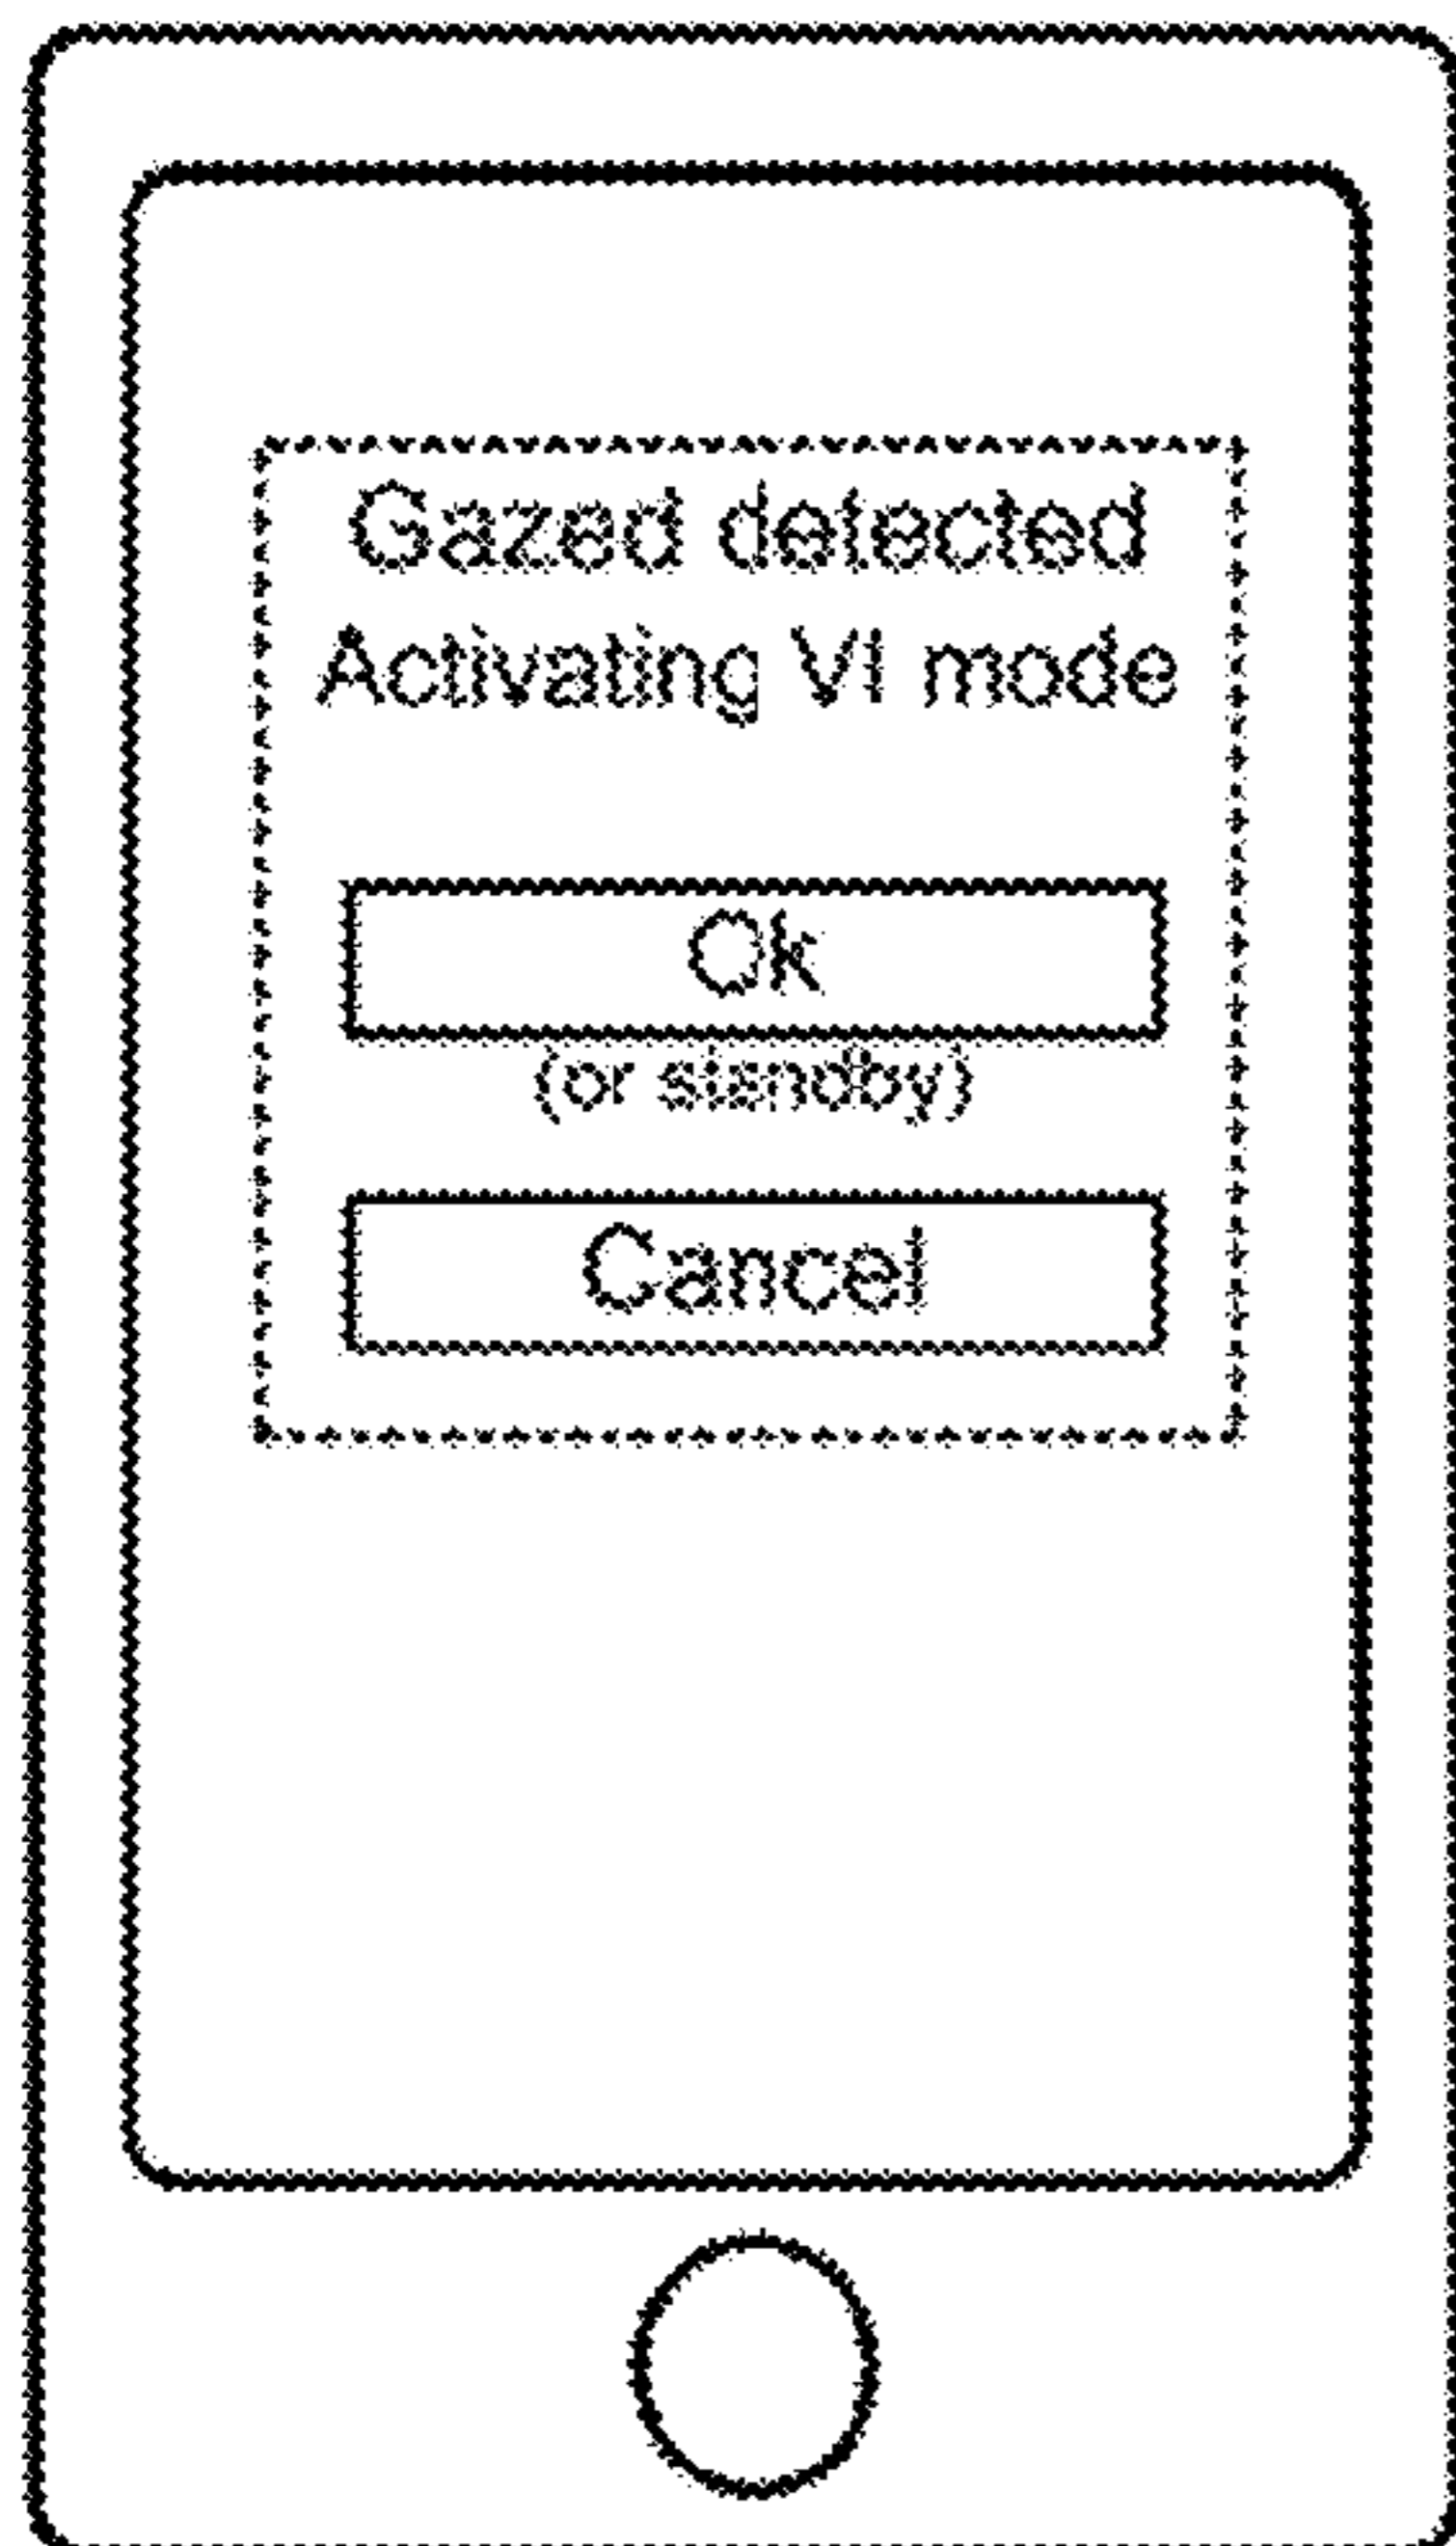 Gazed detected
Activating VI mode
Ok
(or standby)
Cancel